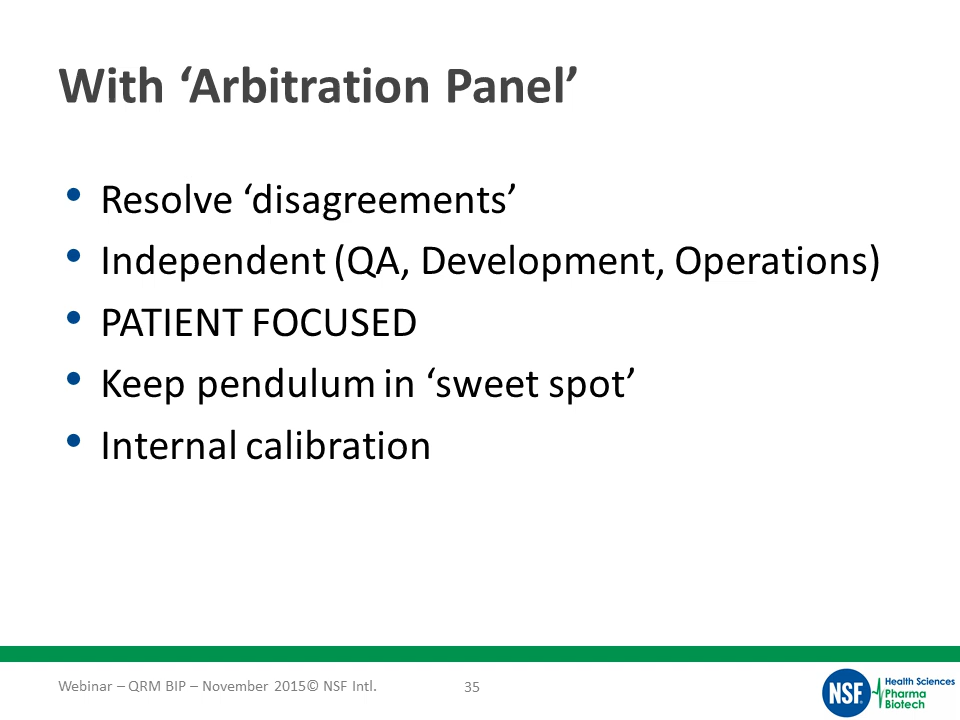 With ‘Arbitration Panel’
• Resolve ‘disagreements’
• Independent (QA, Development, Operations)
• PATIENT FOCUSED
• Keep pendulum in ‘sweet spot’
• Internal calibration
Webinar – QRM BIP – November 2015© NSF Intl.
35
NSF
Health Sciences
Pharma
Biotech